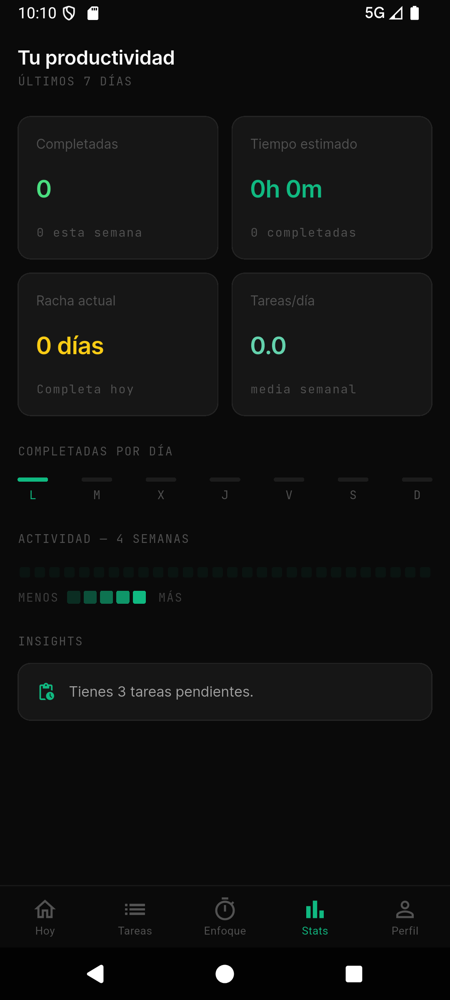 10:10
5G
Tu productividad
ÚLTIMOS 7 DÍAS
Completadas
0
0 esta semana
Tiempo estimado
0h 0m
0 completadas
Racha actual
0 días
Completa hoy
Tareas/día
0.0
media semanal
COMPLETADAS POR DÍA
L M X J V S D
ACTIVIDAD — 4 SEMANAS
MENOS MÁS
INSIGHTS
Tienes 3 tareas pendientes.
Hoy Tareas Enfoque Stats Perfil